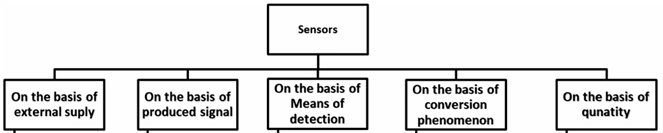 Sensors
On the basis of
external suply
On the basis of
produced signal
On the basis of
Means of
detection
On the basis of
conversion
phenomenon
On the basis of
qunatity